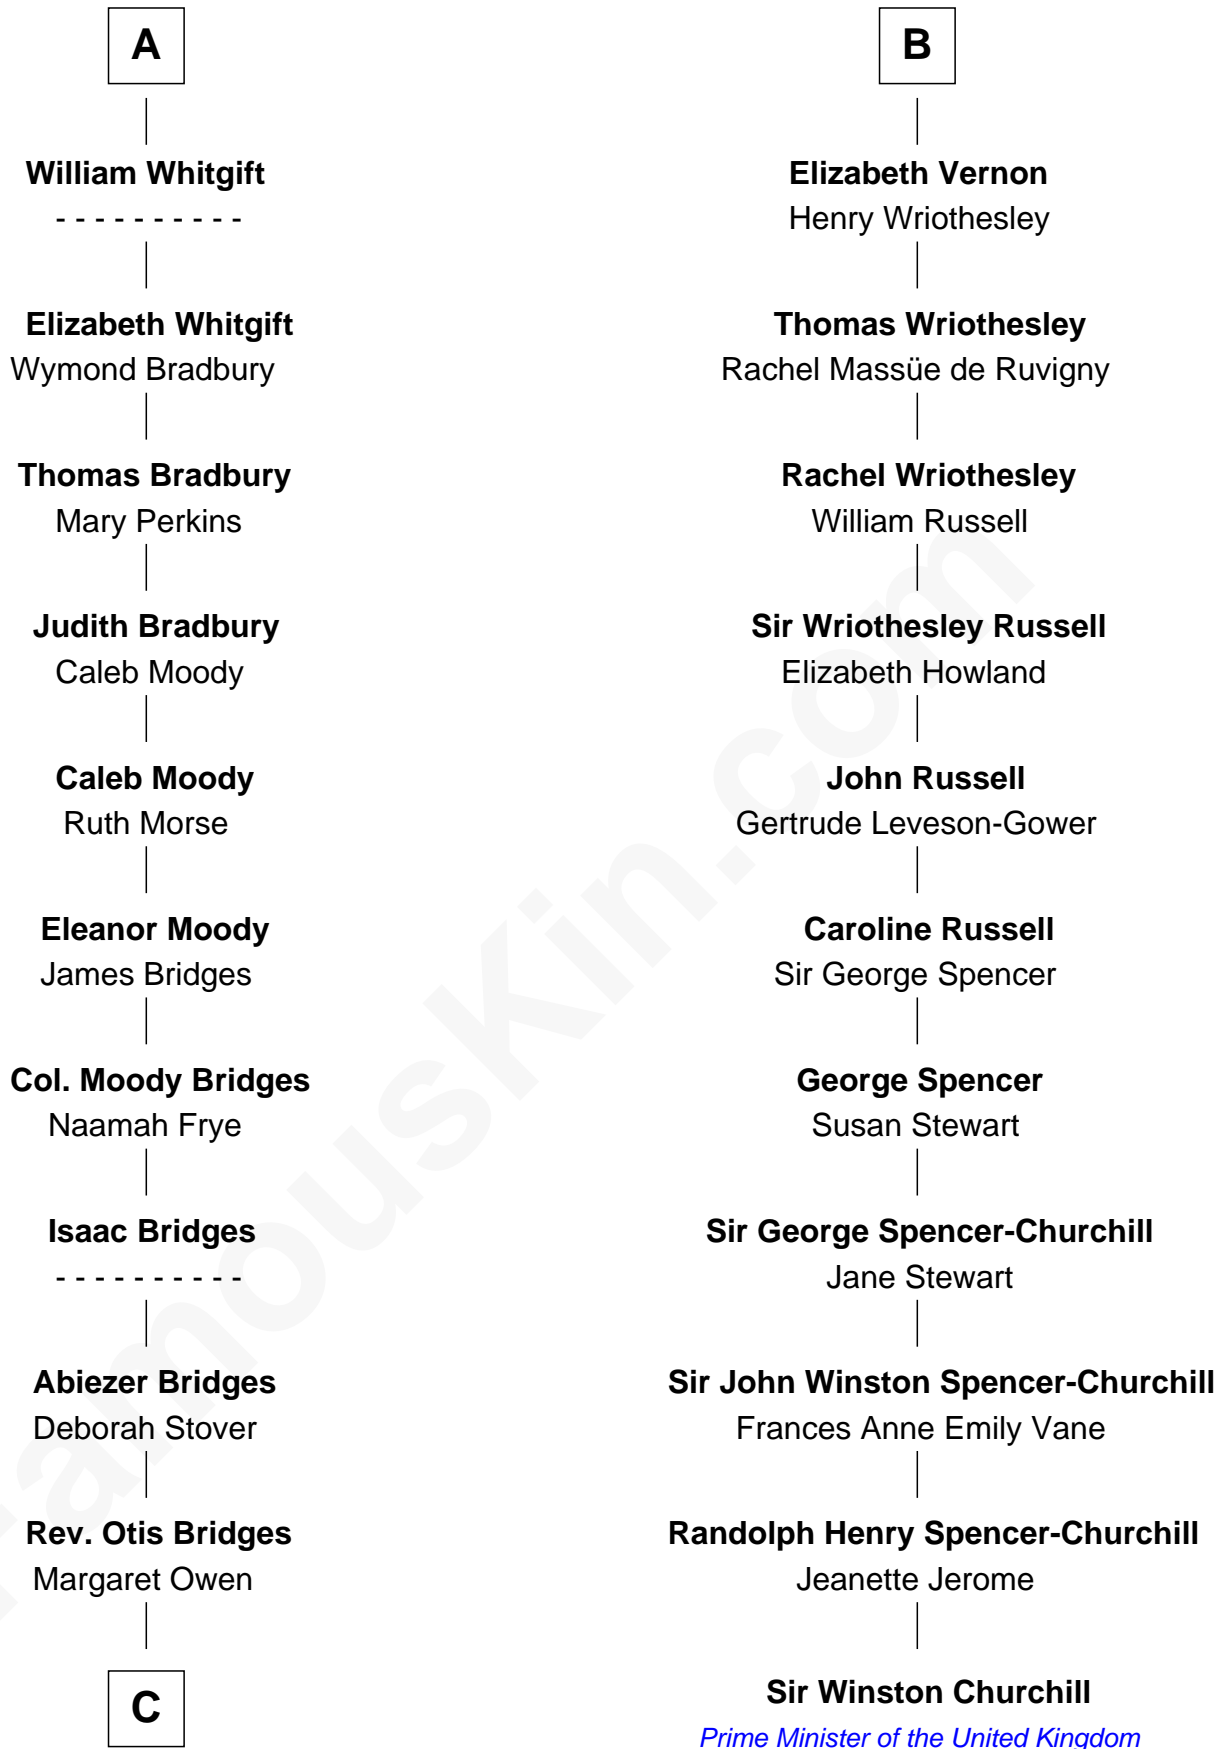 A
William Whitgift
- - - - - - - - - -
Elizabeth Whitgift
Wymond Bradbury
Thomas Bradbury
Mary Perkins
Judith Bradbury
Caleb Moody
Caleb Moody
Ruth Morse
Eleanor Moody
James Bridges
Col. Moody Bridges
Naamah Frye
Isaac Bridges
- - - - - - - - - -
Abiezer Bridges
Deborah Stover
Rev. Otis Bridges
Margaret Owen
C
B
Elizabeth Vernon
Henry Wriothesley
Thomas Wriothesley
Rachel Massüe de Ruvigny
Rachel Wriothesley
William Russell
Sir Wriothesley Russell
Elizabeth Howland
John Russell
Gertrude Leveson-Gower
Caroline Russell
Sir George Spencer
George Spencer
Susan Stewart
Sir George Spencer-Churchill
Jane Stewart
Sir John Winston Spencer-Churchill
Frances Anne Emily Vane
Randolph Henry Spencer-Churchill
Jeanette Jerome
Sir Winston Churchill
Prime Minister of the United Kingdom
FamousKin.com